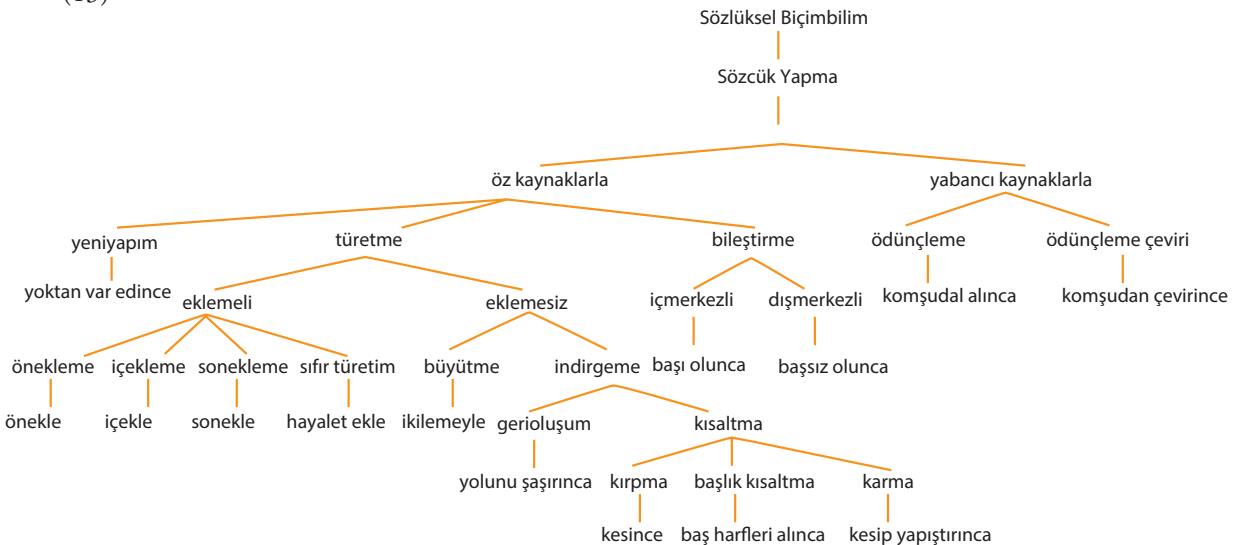 Sözlüksel Biçimbilim
Sözcük Yapma
öz kaynaklarla yabancı kaynaklarla
yeniyapım türetme bileştirme ödünçleme ödünçleme çeviri
yoktan var edince eklemeli eklemesiz içmerkezli dışmerkezli komşudal alınca komşudan çevirince
önekleme içekleme sonekleme sıfır türetim büyütme indirgeme başı olunca başsız olunca
önekle içekle sonekle hayalet ekle ikilemeyle gerioluşum kısaltma
yolunu şaşırınca kırpma başlık kısaltma karma
kesince baş harfleri alınca kesip yapıştırınca